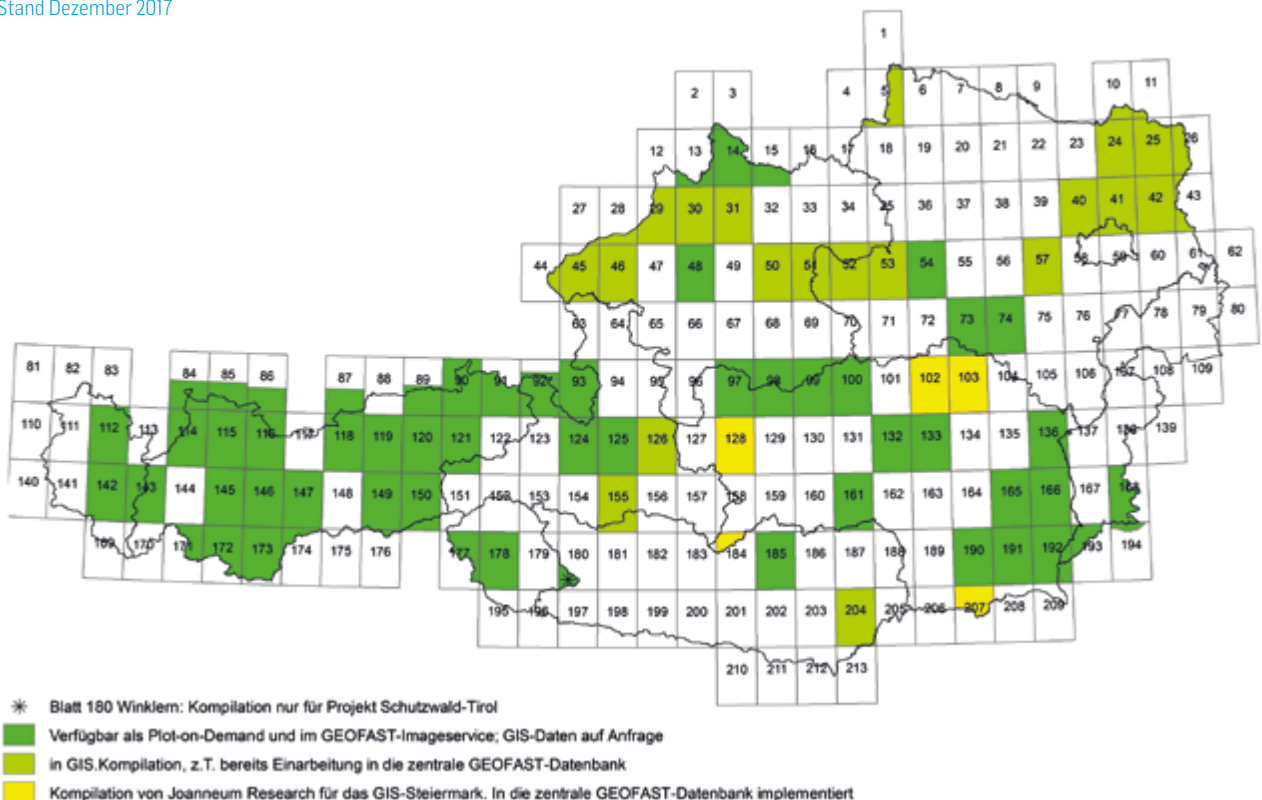 Stand Dezember 2017
1
2 3 4 5 6 7 8 9 10 11
12 13 14 15 16 17 18 19 20 21 22 23 24 25 26
27 28 29 30 31 32 33 34 35 36 37 38 39 40 41 42 43
44 45 46 47 48 49 50 51 52 53 54 55 56 57 58 59 60 61 62
63 64 65 66 67 68 69 70 71 72 73 74 75 76 77 78 79 80
81 82 83 84 85 86 87 88 89 90 91 92 93 94 95 96 97 98 99 100 101 102 103 104 105 106 107 108 109
110 111 112 113 114 115 116 117 118 119 120 121 122 123 124 125 126 127 128 129 130 131 132 133 134 135 136 137 138 139
140 141 142 143 144 145 146 147 148 149 150 151 152 153 154 155 156 157 158 159 160 161 162 163 164 165 166 167 168
169 170 171 172 173 174 175 176 177 178 179 180 181 182 183 184 185 186 187 188 189 190 191 192 193 194
195 196 197 198 199 200 201 202 203 204 205 206 207 208 209
210 211 212 213
Blatt 180 Winklern: Kompilation nur für Projekt Schutzwald-Tirol
Verfügbar als Plot-on-Demand und im GEOFAST-Imageservice; GIS-Daten auf Anfrage
in GIS.Kompilation, z.T. bereits Einarbeitung in die zentrale GEOFAST-Datenbank
Kompilation von Joanneum Research für das GIS-Steiermark. In die zentrale GEOFAST-Datenbank implementiert